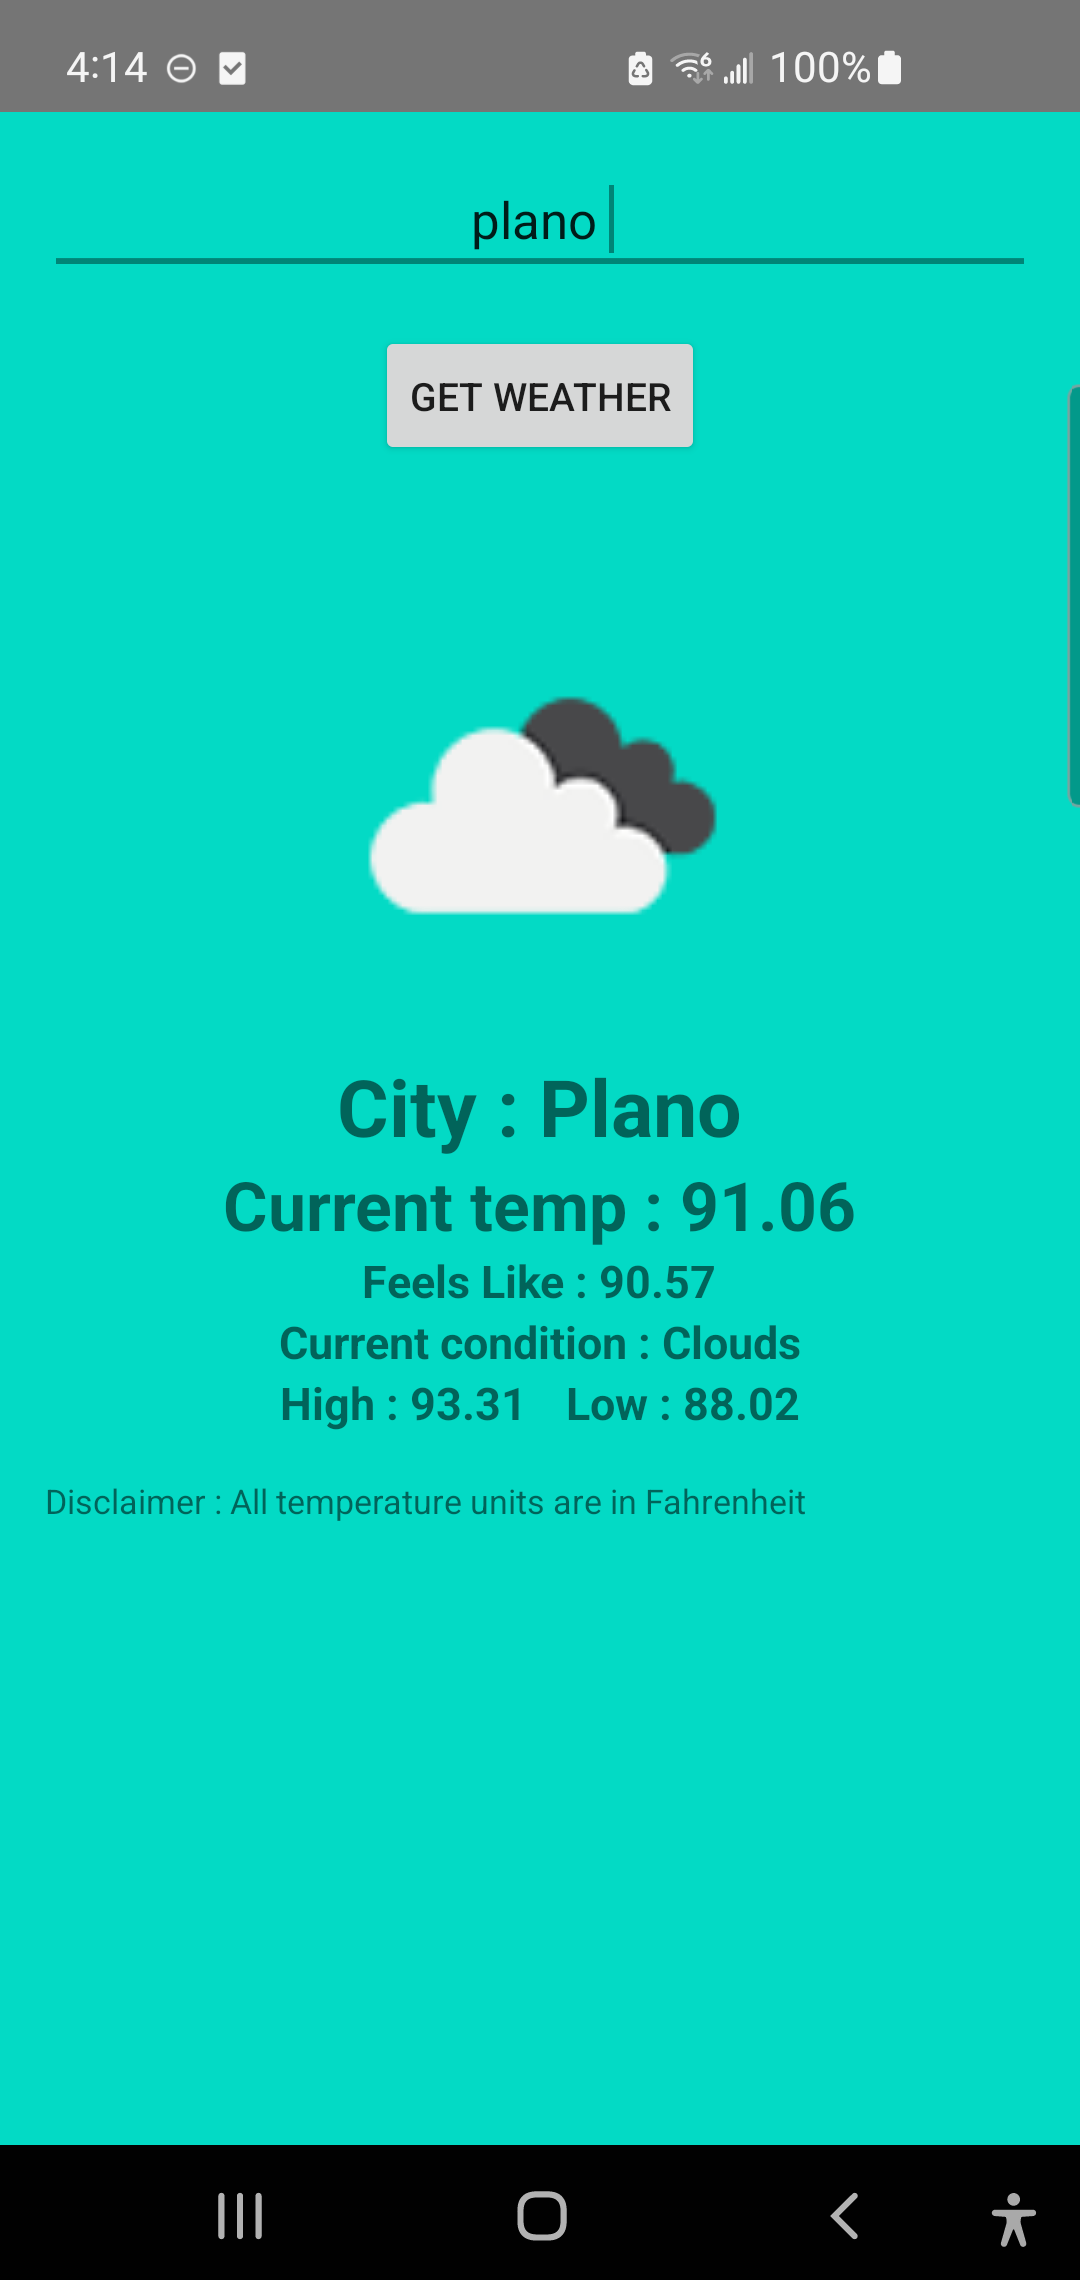 4:14 100%
plano
GET WEATHER
City : Plano
Current temp : 91.06
Feels Like : 90.57
Current condition : Clouds
High : 93.31 Low : 88.02
Disclaimer : All temperature units are in Fahrenheit